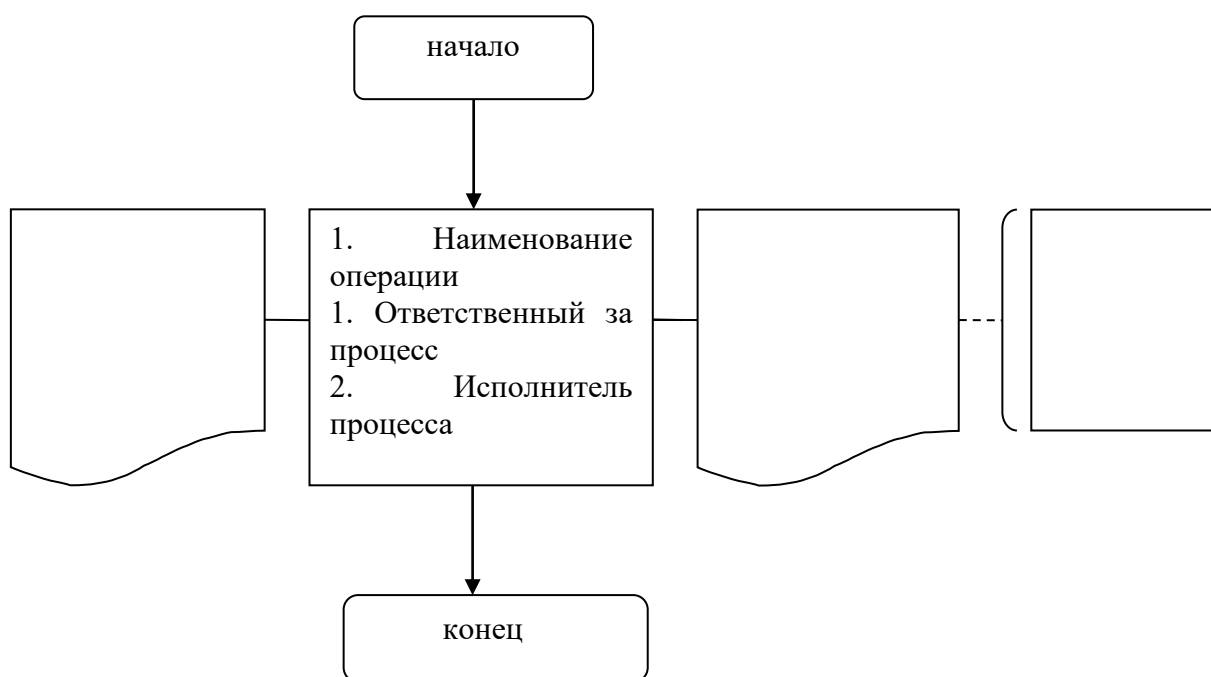 начало
1. Наименование
операции
1. Ответственный за
процесс
2. Исполнитель
процесса
конец